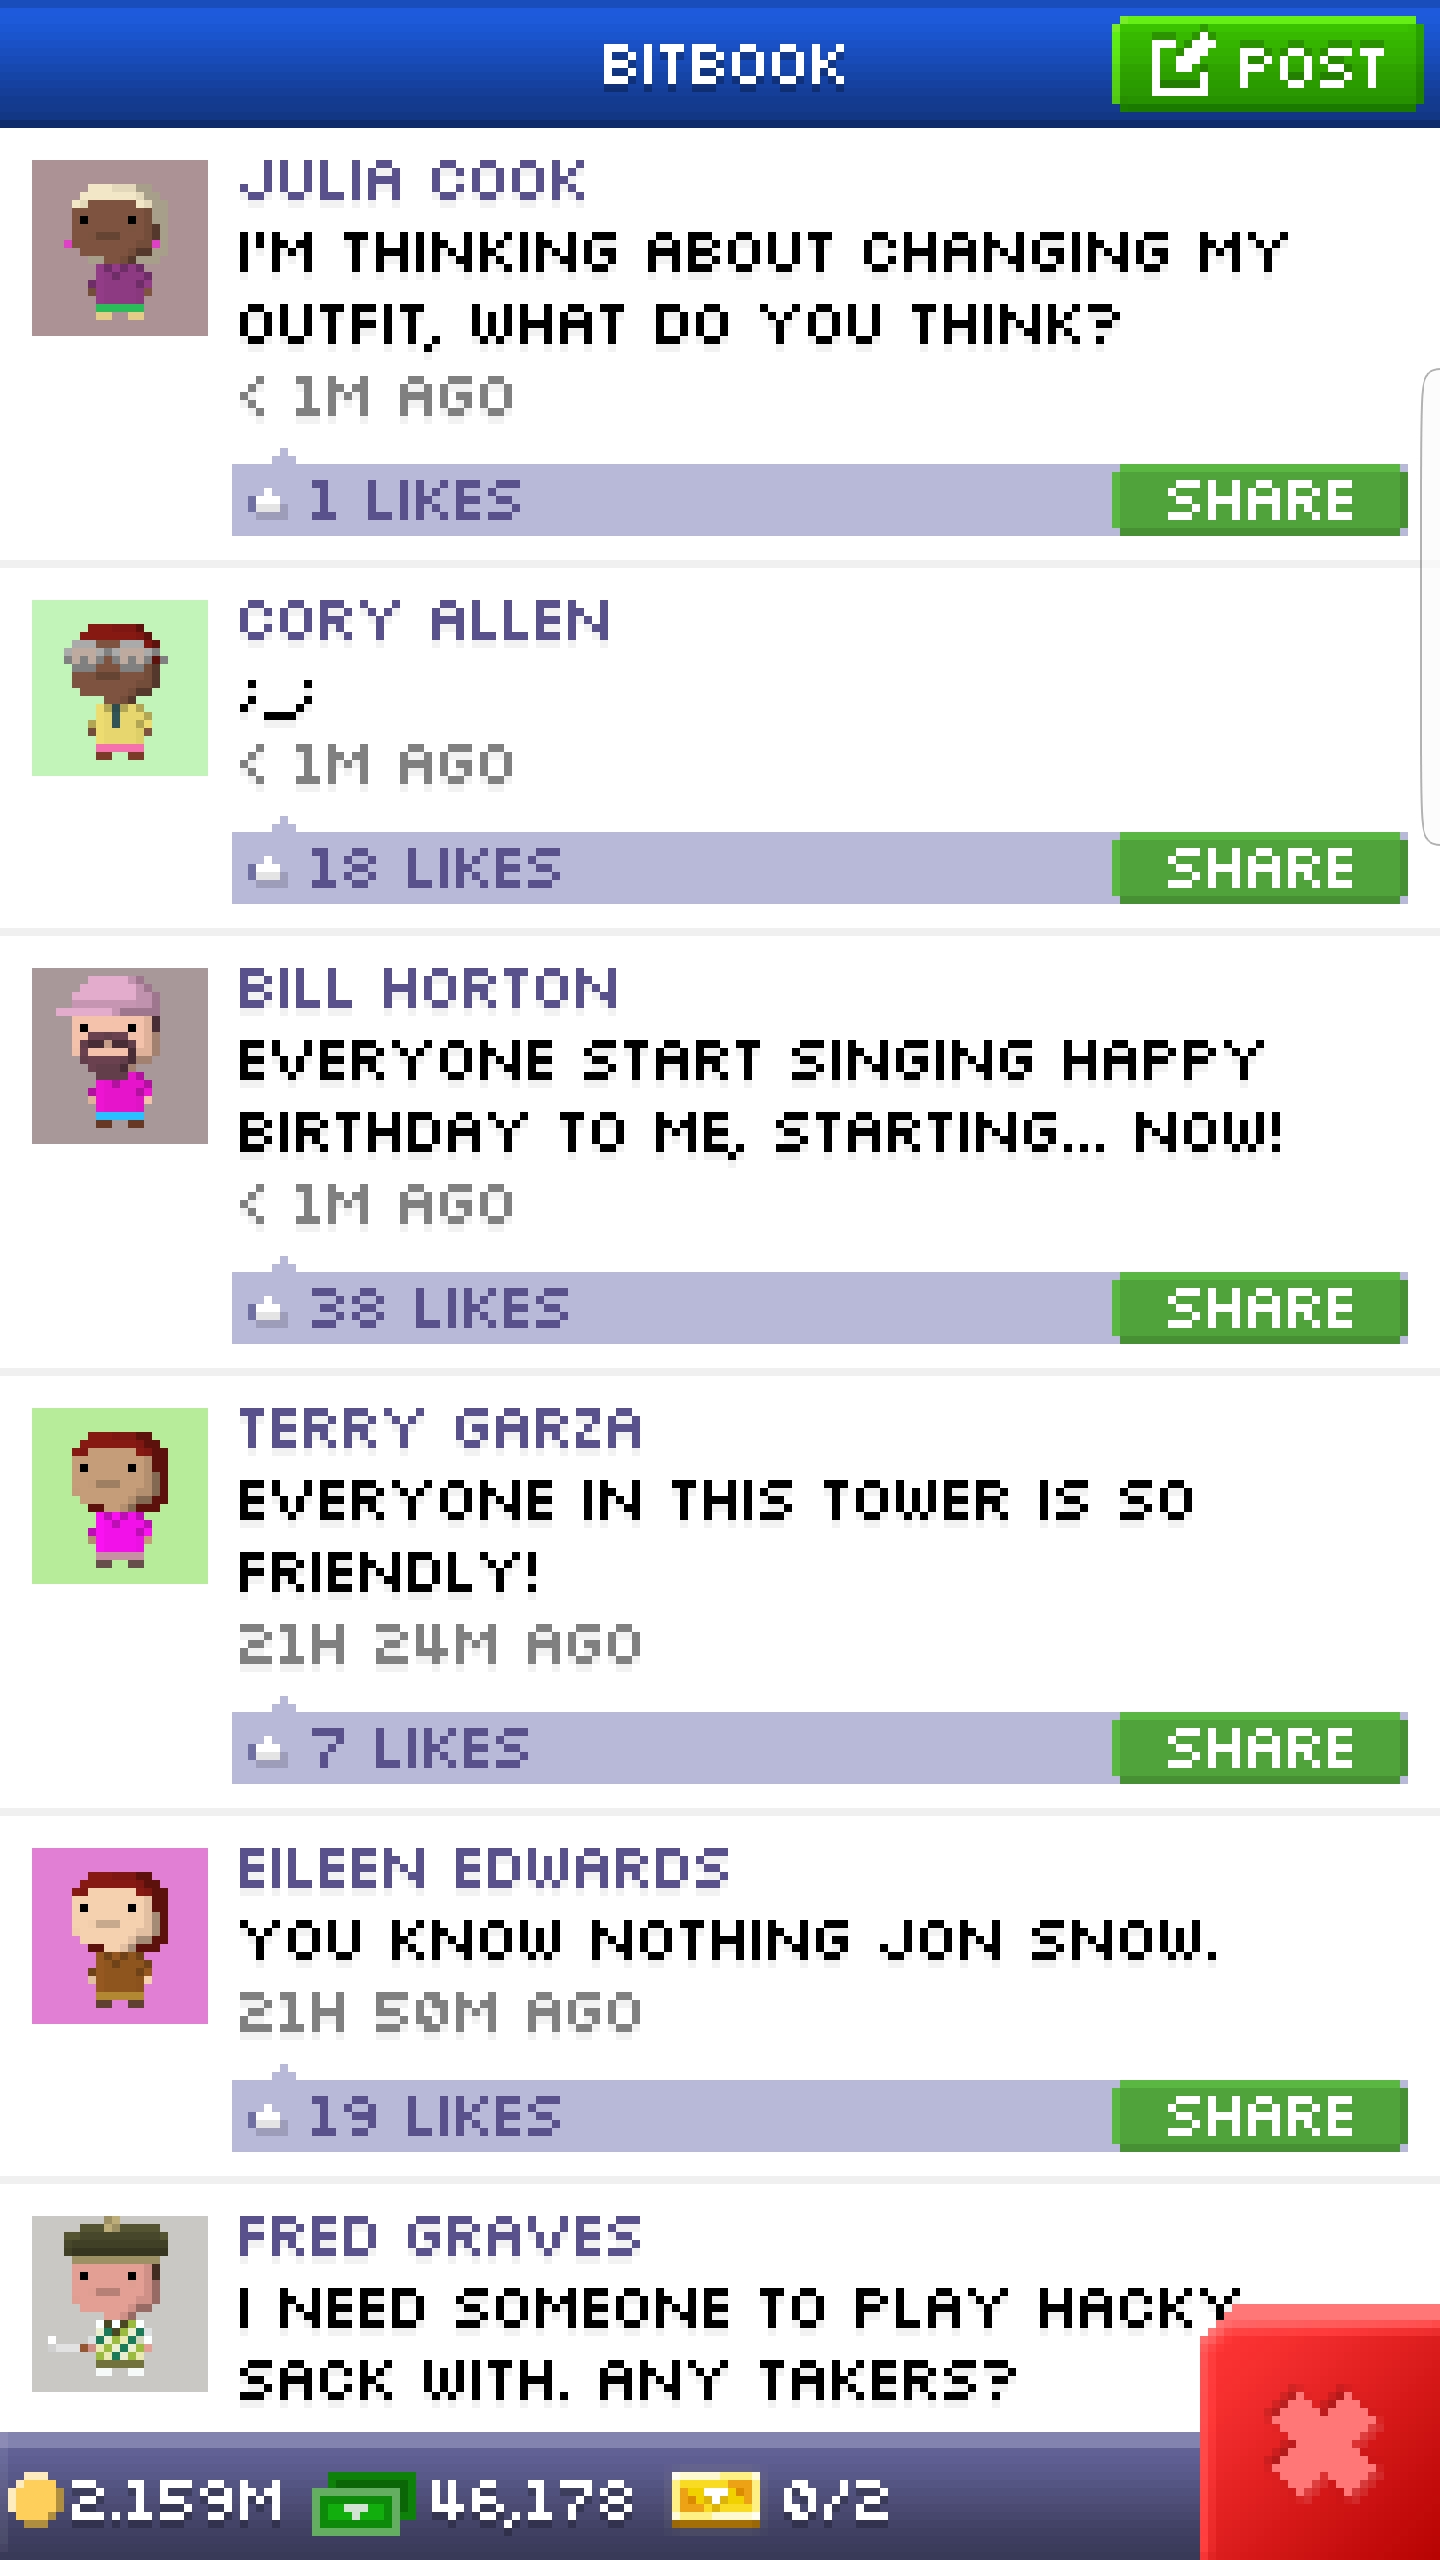 BITBOOK
POST
JULIA COOK
I'M THINKING ABOUT CHANGING MY
OUTFIT, WHAT DO YOU THINK?
< 1M AGO
1 LIKES
SHARE
CORY ALLEN
;_;
< 1M AGO
18 LIKES
SHARE
BILL HORTON
EVERYONE START SINGING HAPPY
BIRTHDAY TO ME, STARTING... NOW!
< 1M AGO
38 LIKES
SHARE
TERRY GARZA
EVERYONE IN THIS TOWER IS SO
FRIENDLY!
21H 24M AGO
7 LIKES
SHARE
EILEEN EDWARDS
YOU KNOW NOTHING JON SNOW.
21H 50M AGO
19 LIKES
SHARE
FRED GRAVES
I NEED SOMEONE TO PLAY HACKY
SACK WITH. ANY TAKERS?
2.159M 46,178 0/2